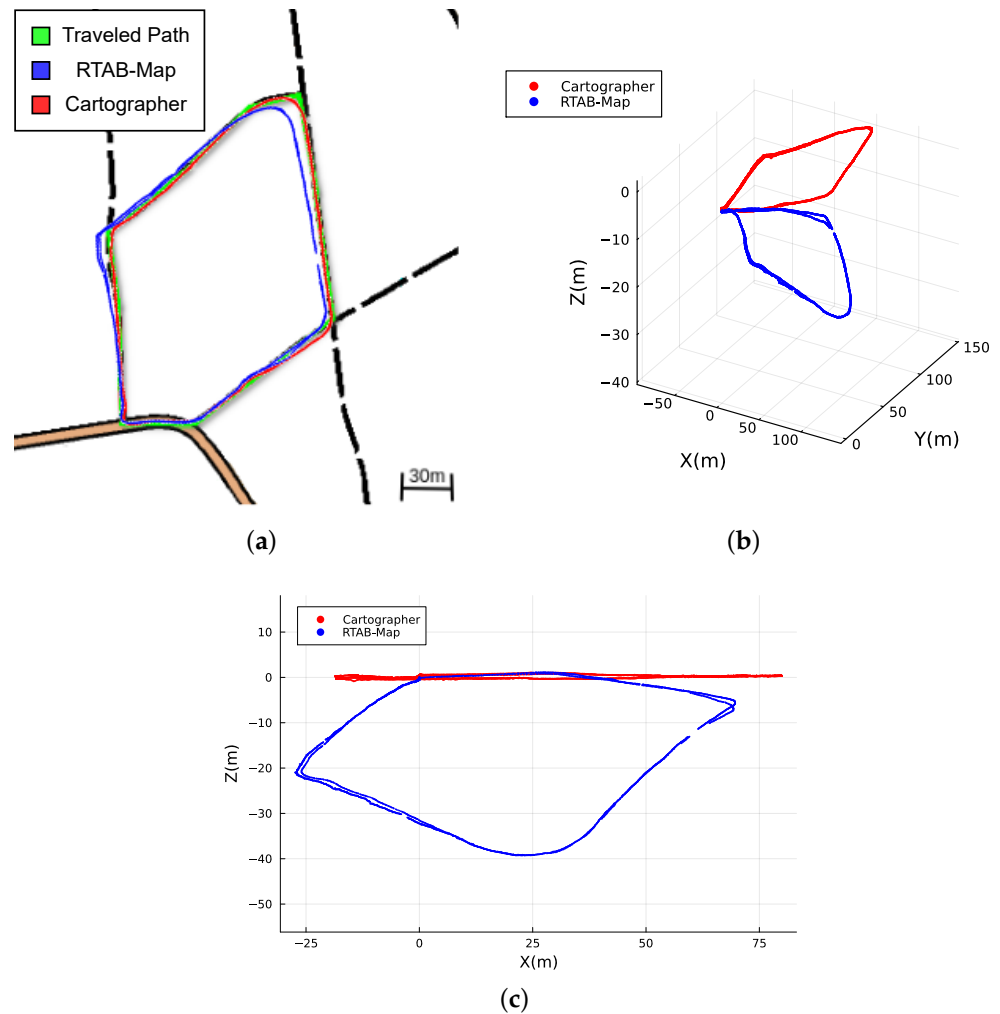 Traveled Path
RTAB-Map
Cartographer
30m
(a)
Cartographer
RTAB-Map
0
−10
−20
−30
−40
Z(m)
−50
0
50
100
X(m)
0
50
100
150
Y(m)
(b)
Cartographer
RTAB-Map
10
0
−10
−20
−30
−40
−50
Z(m)
−25
0
25
50
75
X(m)
(c)